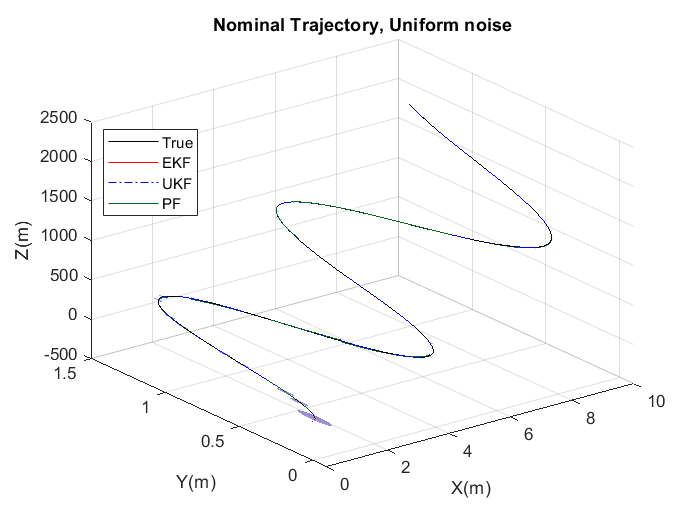 Nominal Trajectory, Uniform noise
2500
2000
1500
1000
500
0
-500
Z(m)
True
EKF
UKF
PF
1.5
1
0.5
0
Y(m)
0
2
4
6
8
10
X(m)